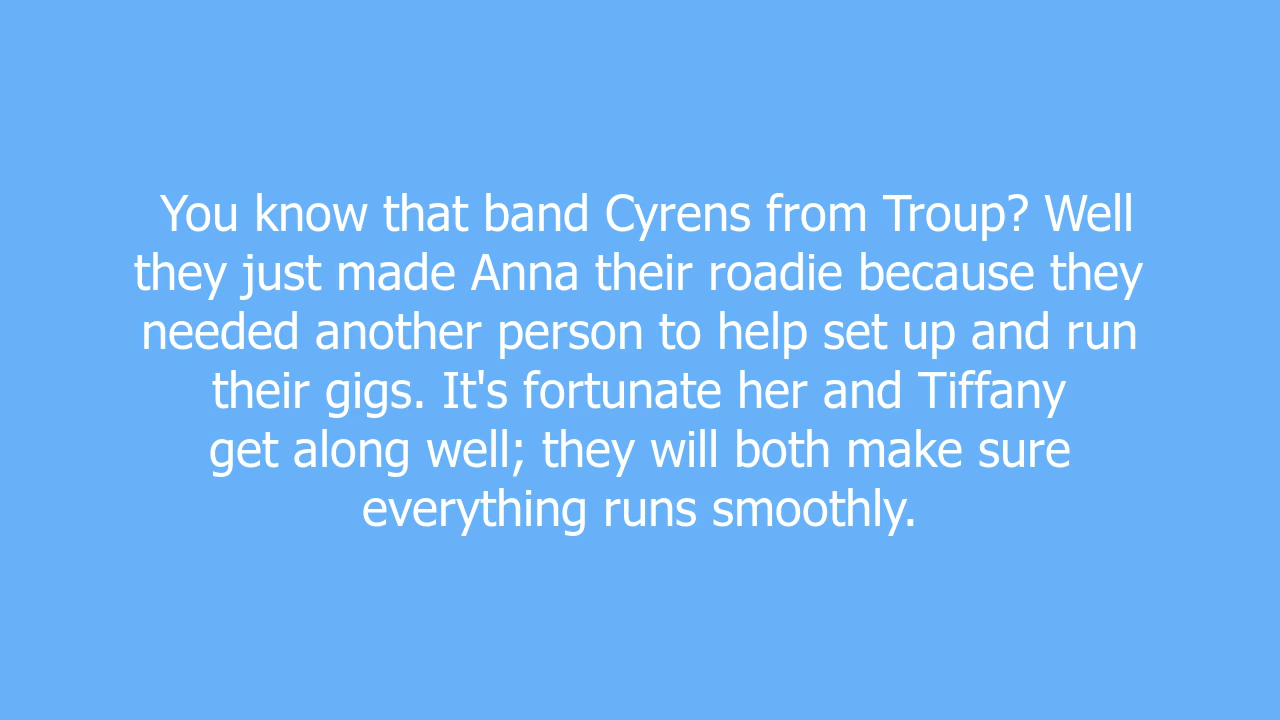 You know that band Cyrens from Troup? Well
they just made Anna their roadie because they
needed another person to help set up and run
their gigs. It's fortunate her and Tiffany
get along well; they will both make sure
everything runs smoothly.